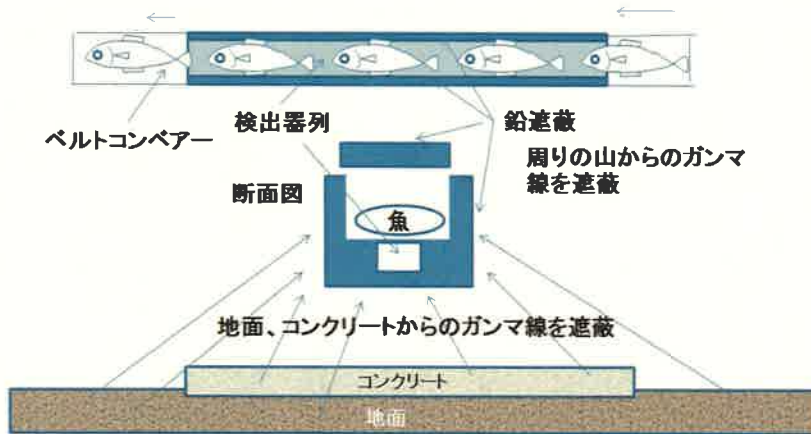 ベルトコンベアー
検出器列
鉛遮蔽
周りの山からのガンマ
線を遮蔽
断面図
魚
地面、コンクリートからのガンマ線を遮蔽
コンクリート
地面